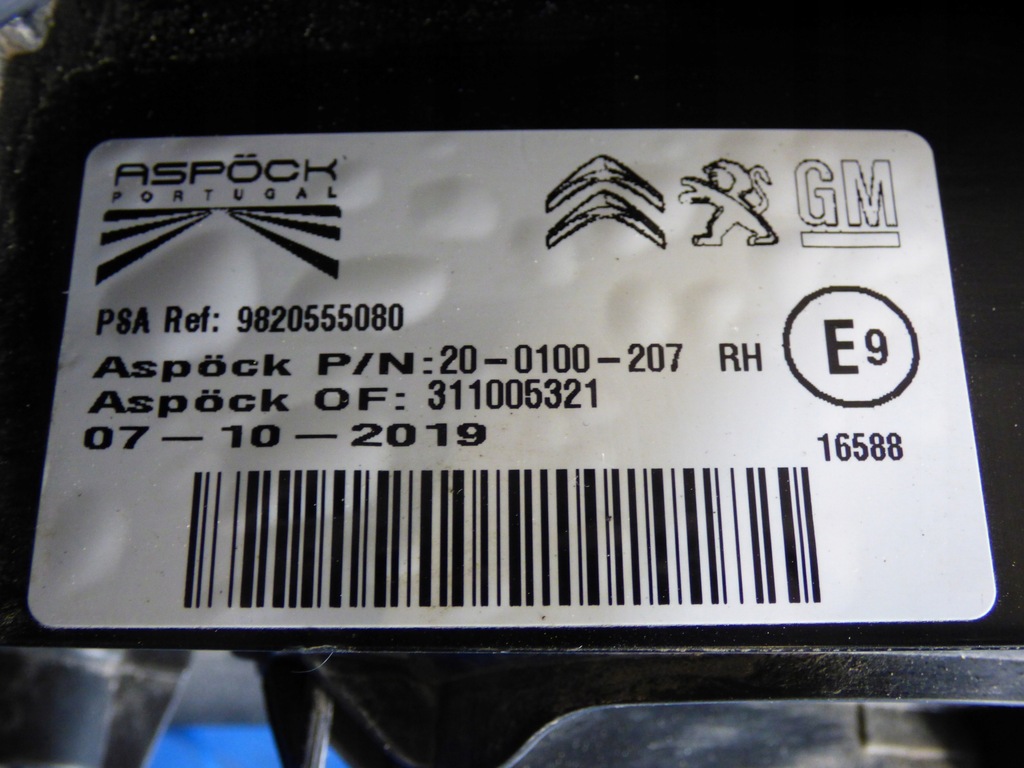 ASPÖCK
PORTUGAL
GM
PSA Ref: 9820555080
Aspöck P/N:20-0100-207 RH
E9
Aspöck OF: 311005321
07-10-2019
16588